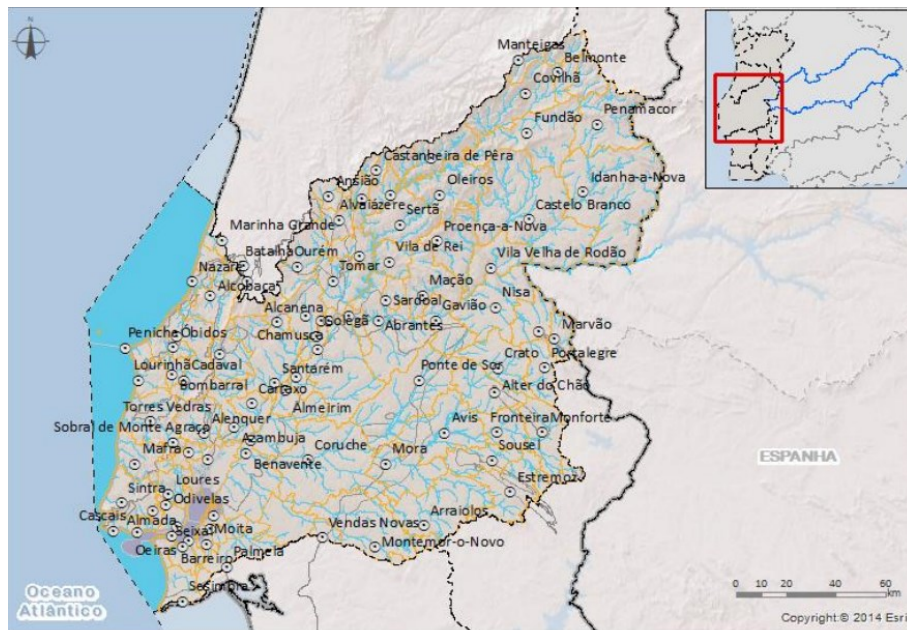 N
Manteigas
Belmonte
Covilhã
Penamacor
Fundão
Castanheira de Pêra
Idanha-a-Nova
Ansião
Oleiros
Alvaiázere
Castelo Branco
Sertã
Marinha Grande
Proença-a-Nova
Batalha
Ourém
Vila de Rei
Vila Velha de Rodão
Nazaré
Tomar
Mação
Alcobaça
Sardoal
Gavião
Nisa
Alcanena
Golegã
Abrantes
Peniche
Óbidos
Chamusca
Marvão
Crato
Portalegre
Lourinhã
Cadaval
Santarém
Ponte de Sor
Bombarral
Cartaxo
Alter do Chão
Torres Vedras
Almeirim
Alenquer
Avis
Fronteira
Monforte
Sobral de Monte Agraço
Azambuja
Coruche
Sousel
Mafra
Benavente
Mora
ESPANHA
Estremoz
Loures
Sintra
Odivelas
Arraiolos
Cascais
Almada
Moita
Vendas Novas
Seixal
Oeiras
Barreiro
Palmela
Montemor-o-Novo
Sesimbra
Oceano
Atlântico
0 10 20 40 60
km
Copyright:© 2014 Esri